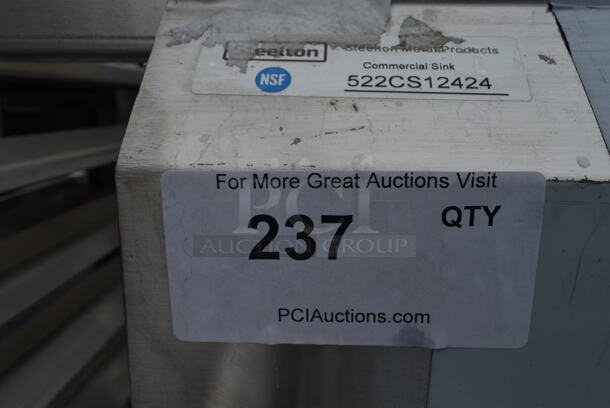 Steelton Steelton Metal Products
Commercial Sink
NSF 522CS12424
For More Great Auctions Visit
237 QTY
PCI
AUCTION GROUP
PCIAuctions.com